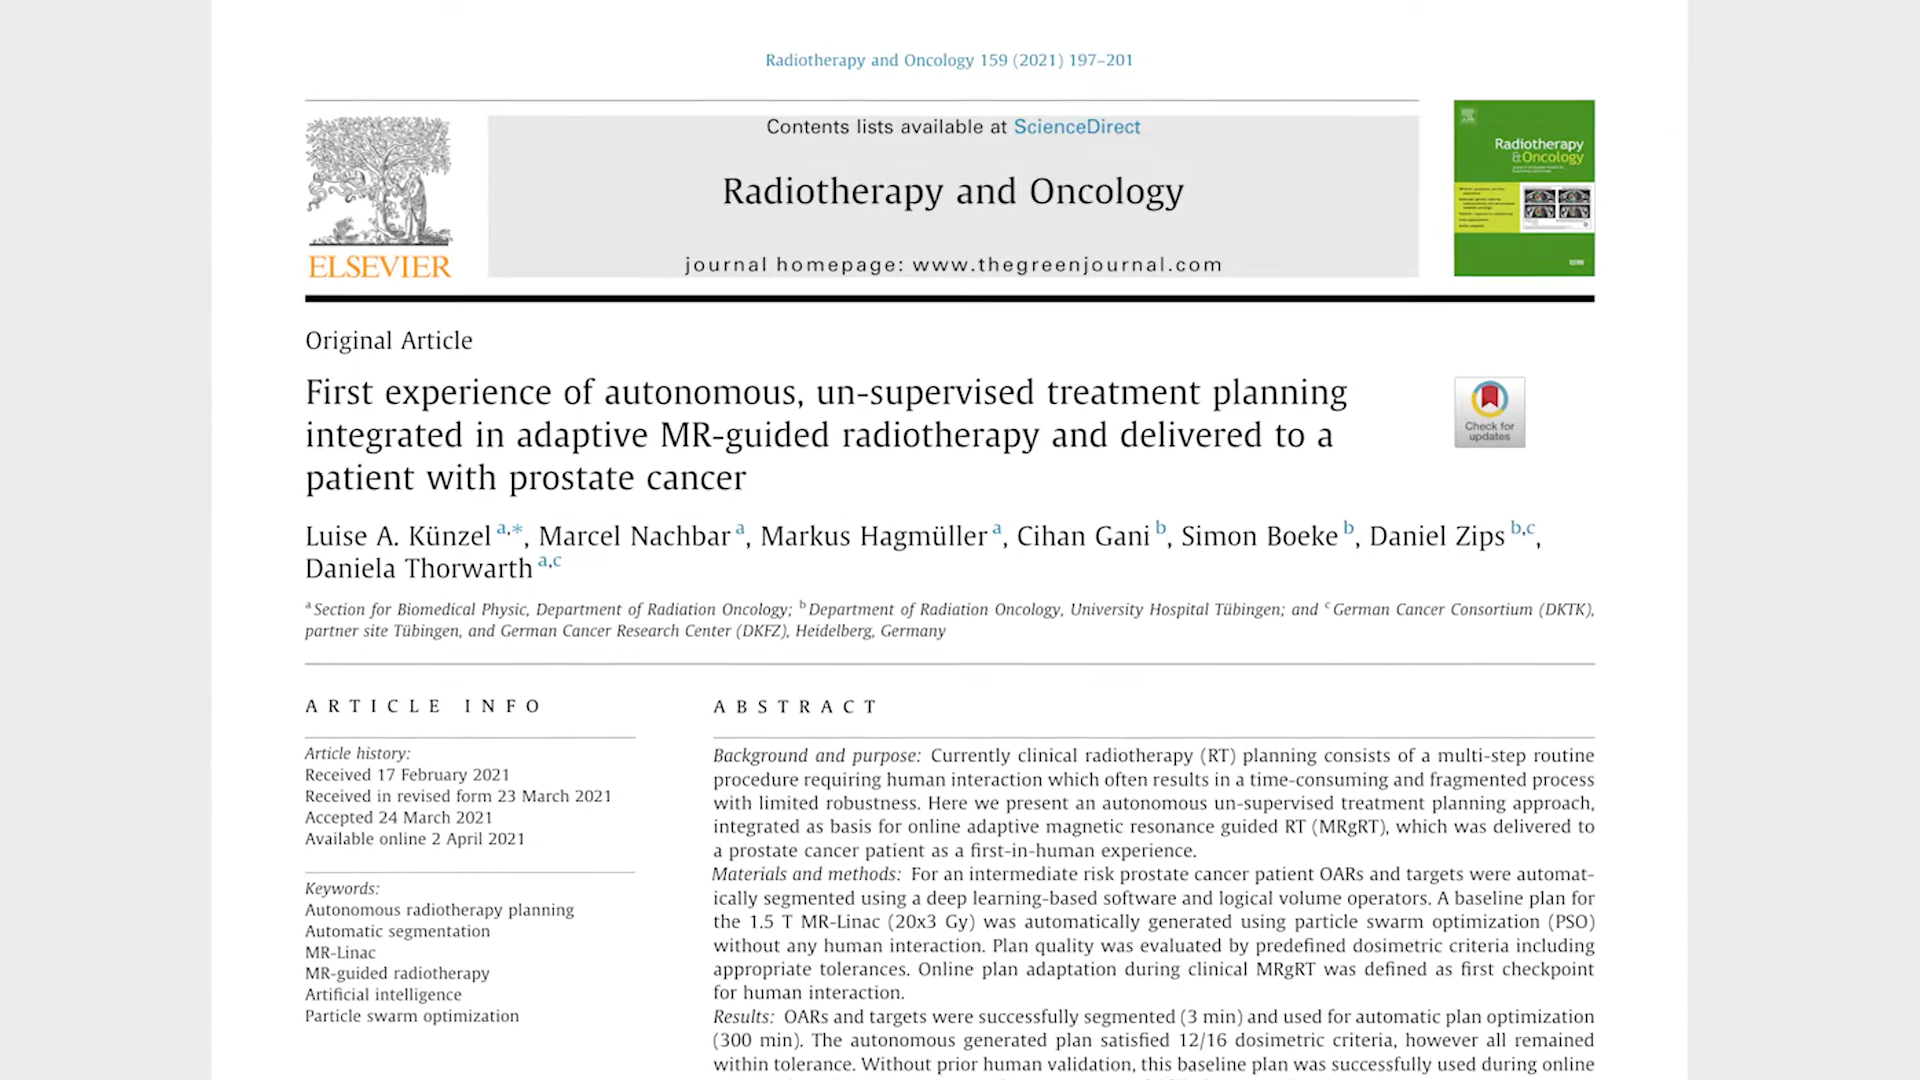 Radiotherapy and Oncology 159 (2021) 197–201
Contents lists available at ScienceDirect
Radiotherapy and Oncology
journal homepage: www.thegreenjournal.com
ELSEVIER
Radiotherapy
&Oncology
Original Article
First experience of autonomous, un-supervised treatment planning
integrated in adaptive MR-guided radiotherapy and delivered to a
patient with prostate cancer
Check for
updates
Luise A. Künzel a,*, Marcel Nachbar a, Markus Hagmüller a, Cihan Gani b, Simon Boeke b, Daniel Zips b,c,
Daniela Thorwarth a,c
a Section for Biomedical Physic, Department of Radiation Oncology; b Department of Radiation Oncology, University Hospital Tübingen; and c German Cancer Consortium (DKTK),
partner site Tübingen, and German Cancer Research Center (DKFZ), Heidelberg, Germany
ARTICLE INFO
Article history:
Received 17 February 2021
Received in revised form 23 March 2021
Accepted 24 March 2021
Available online 2 April 2021
Keywords:
Autonomous radiotherapy planning
Automatic segmentation
MR-Linac
MR-guided radiotherapy
Artificial intelligence
Particle swarm optimization
ABSTRACT
Background and purpose: Currently clinical radiotherapy (RT) planning consists of a multi-step routine
procedure requiring human interaction which often results in a time-consuming and fragmented process
with limited robustness. Here we present an autonomous un-supervised treatment planning approach,
integrated as basis for online adaptive magnetic resonance guided RT (MRgRT), which was delivered to
a prostate cancer patient as a first-in-human experience.
Materials and methods: For an intermediate risk prostate cancer patient OARs and targets were automat-
ically segmented using a deep learning-based software and logical volume operators. A baseline plan for
the 1.5 T MR-Linac (20x3 Gy) was automatically generated using particle swarm optimization (PSO)
without any human interaction. Plan quality was evaluated by predefined dosimetric criteria including
appropriate tolerances. Online plan adaptation during clinical MRgRT was defined as first checkpoint
for human interaction.
Results: OARs and targets were successfully segmented (3 min) and used for automatic plan optimization
(300 min). The autonomous generated plan satisfied 12/16 dosimetric criteria, however all remained
within tolerance. Without prior human validation, this baseline plan was successfully used during online